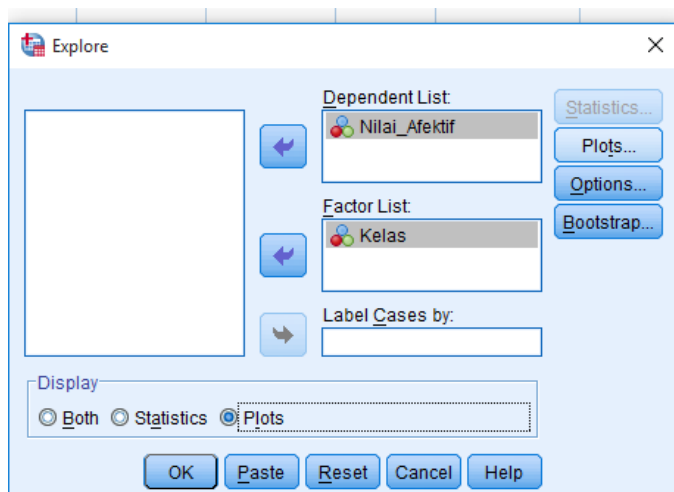 Explore
Dependent List:
Nilai_Afektif
Statistics...
Plots...
Options...
Bootstrap...
Factor List:
Kelas
Label Cases by:
Display
Both Statistics Plots
OK Paste Reset Cancel Help